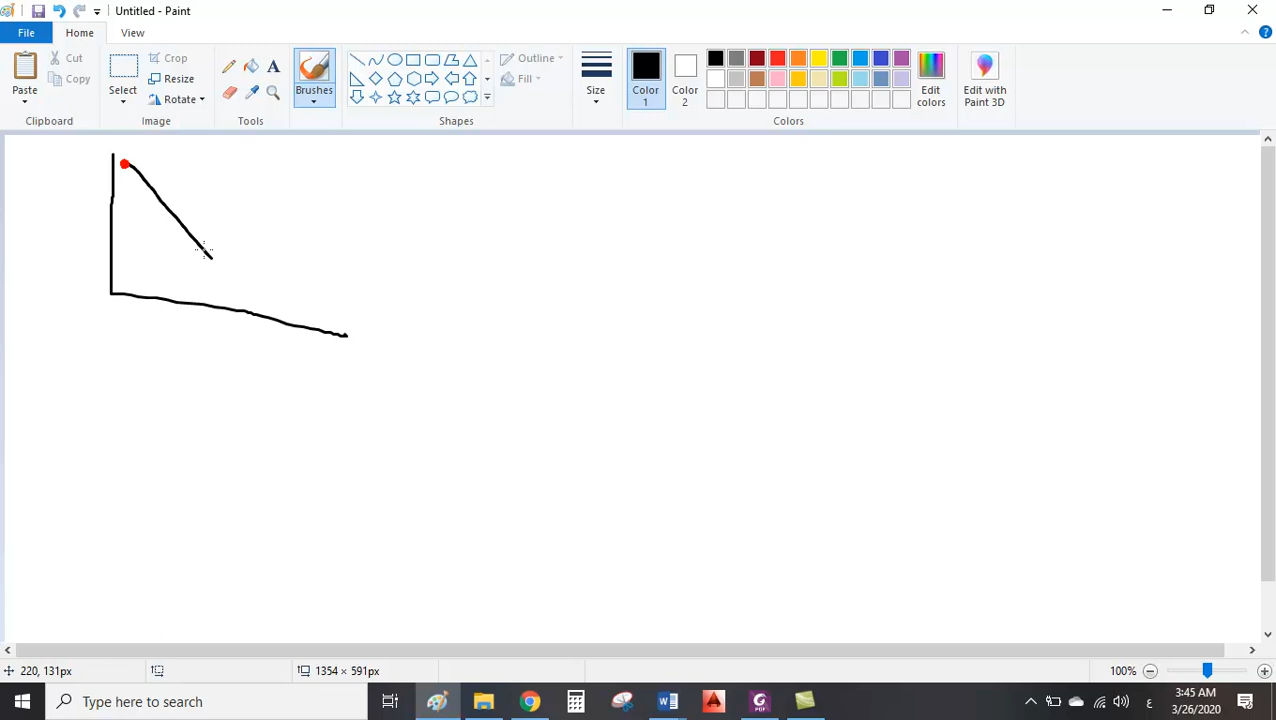 Untitled - Paint
File
Home
View
Paste
Cut
Copy
Clipboard
Select
Crop
Resize
Rotate
Image
A
Tools
Brushes
Outline
Fill
Shapes
Size
Color 1
Color 2
Edit colors
Colors
Edit with Paint 3D
220, 131px
1354 × 591px
100%
Type here to search
W
PDF
ع
3:45 AM
3/26/2020